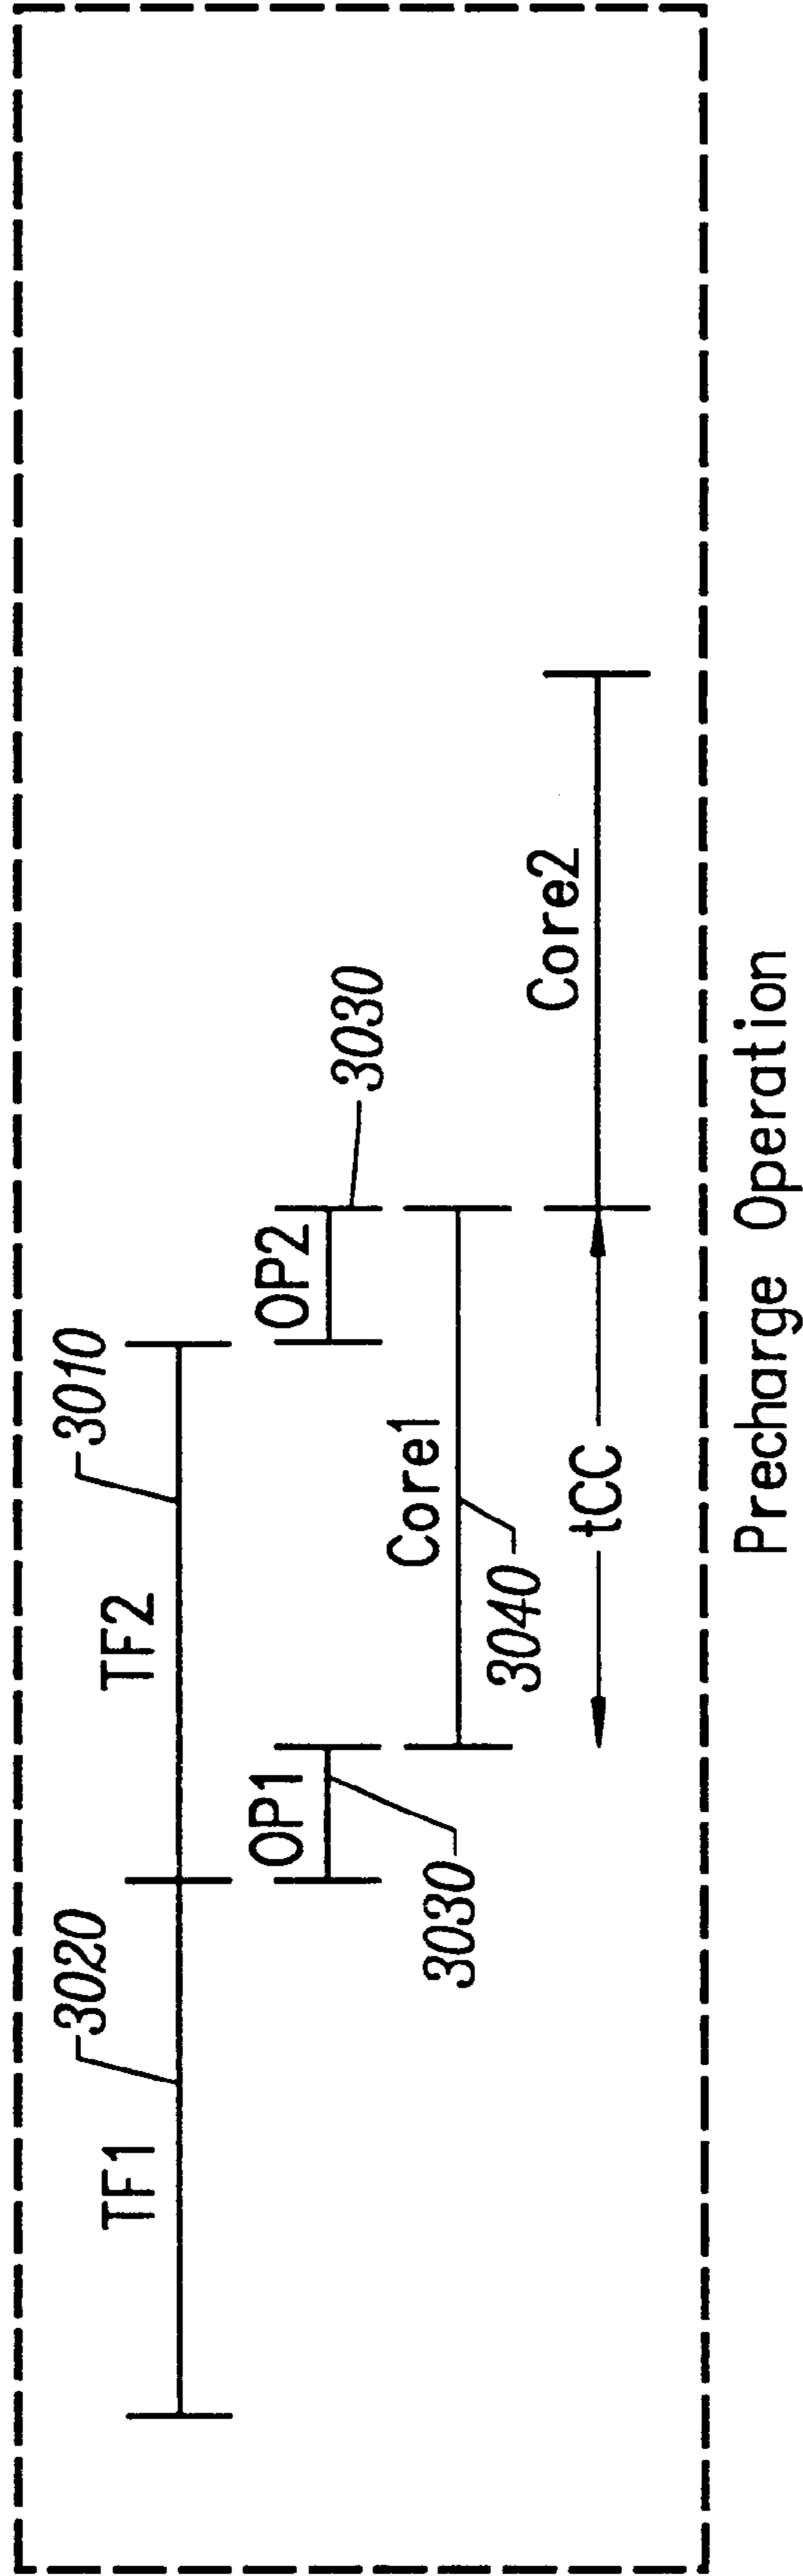 3020
3010
TF1
TF2
OP1
OP2
3030
3030
Core1
3040
Core2
tCC
Precharge Operation